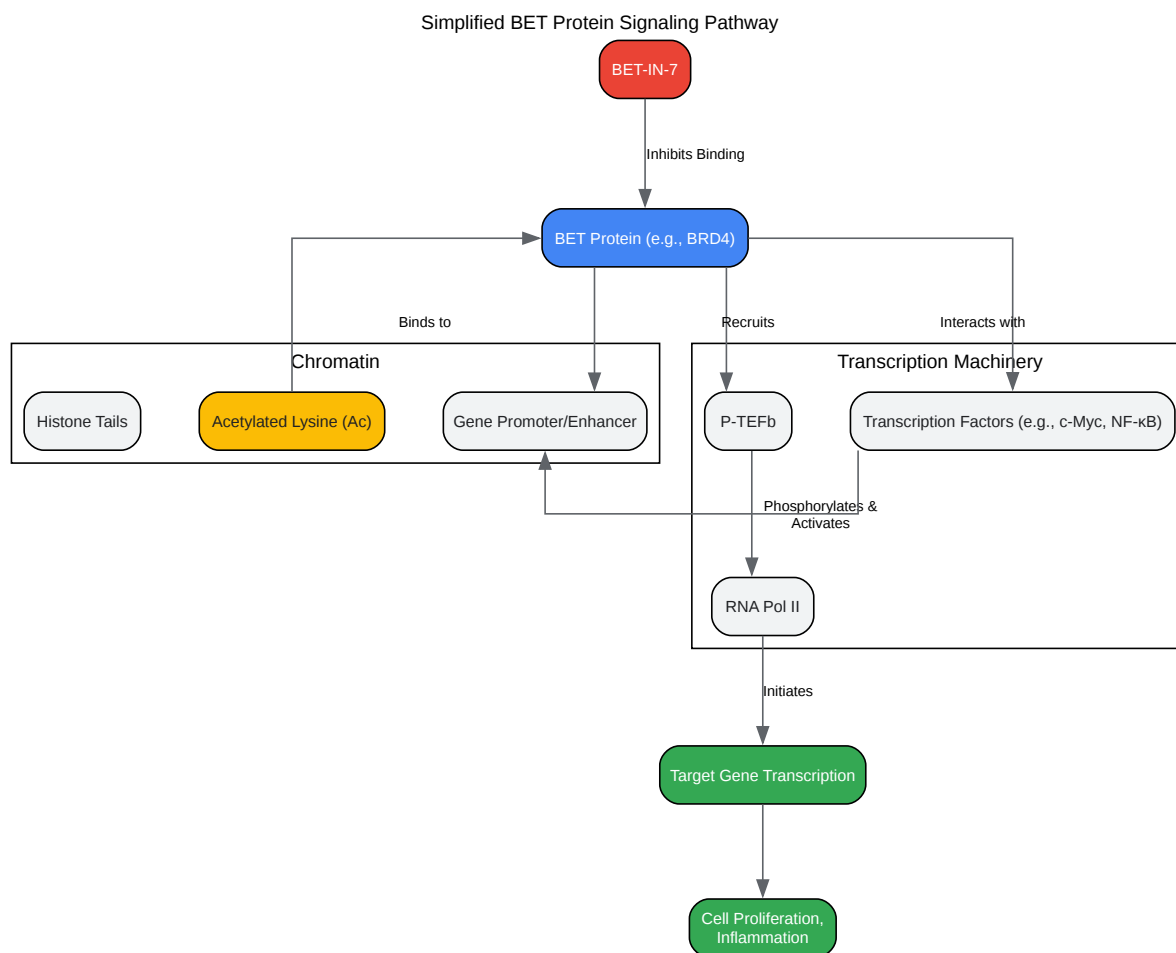 Simplified BET Protein Signaling Pathway
BET-IN-7
Inhibits Binding
BET Protein (e.g., BRD4)
Binds to
Recruits
Interacts with
Chromatin
Transcription Machinery
Histone Tails
Acetylated Lysine (Ac)
Gene Promoter/Enhancer
P-TEFb
Transcription Factors (e.g., c-Myc, NF-κB)
Phosphorylates &
Activates
RNA Pol II
Initiates
Target Gene Transcription
Cell Proliferation,
Inflammation